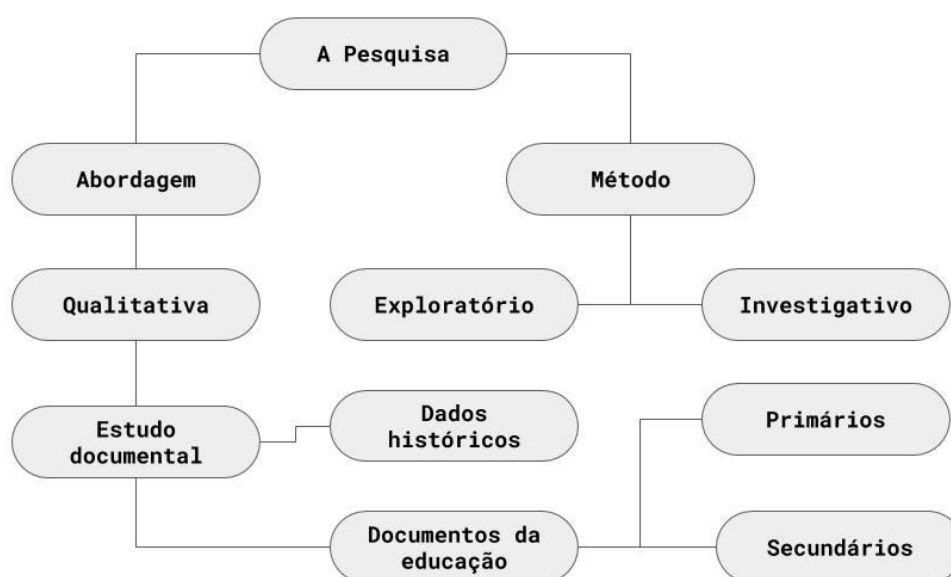 A Pesquisa
Abordagem
Método
Qualitativa
Exploratório
Investigativo
Estudo
documental
Dados
históricos
Primários
Documentos da
educação
Secundários